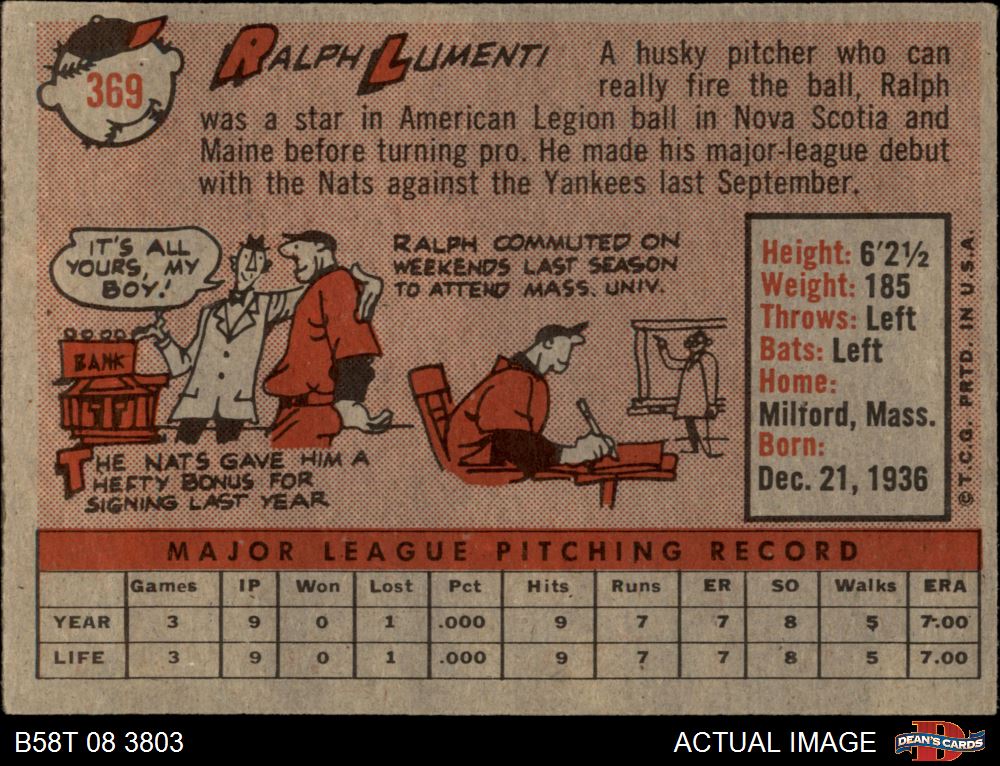 369
RALPH LUMENTI
A husky pitcher who can
really fire the ball, Ralph
was a star in American Legion ball in Nova Scotia and
Maine before turning pro. He made his major-league debut
with the Nats against the Yankees last September.
IT'S ALL
YOURS, MY
BOY!
BANK
THE NATS GAVE HIM A
HEFTY BONUS FOR
SIGNING LAST YEAR
RALPH COMMUTED ON
WEEKENDS LAST SEASON
TO ATTEND MASS. UNIV.
Height: 6'2½
Weight: 185
Throws: Left
Bats: Left
Home:
Milford, Mass.
Born:
Dec. 21, 1936
©T.C.G. PRTD. IN U.S.A.
MAJOR LEAGUE PITCHING RECORD
Games IP Won Lost Pct Hits Runs ER SO Walks ERA
YEAR 3 9 0 1 .000 9 7 7 8 5 7.00
LIFE 3 9 0 1 .000 9 7 7 8 5 7.00
B58T 08 3803
ACTUAL IMAGE
DEAN'S CARDS